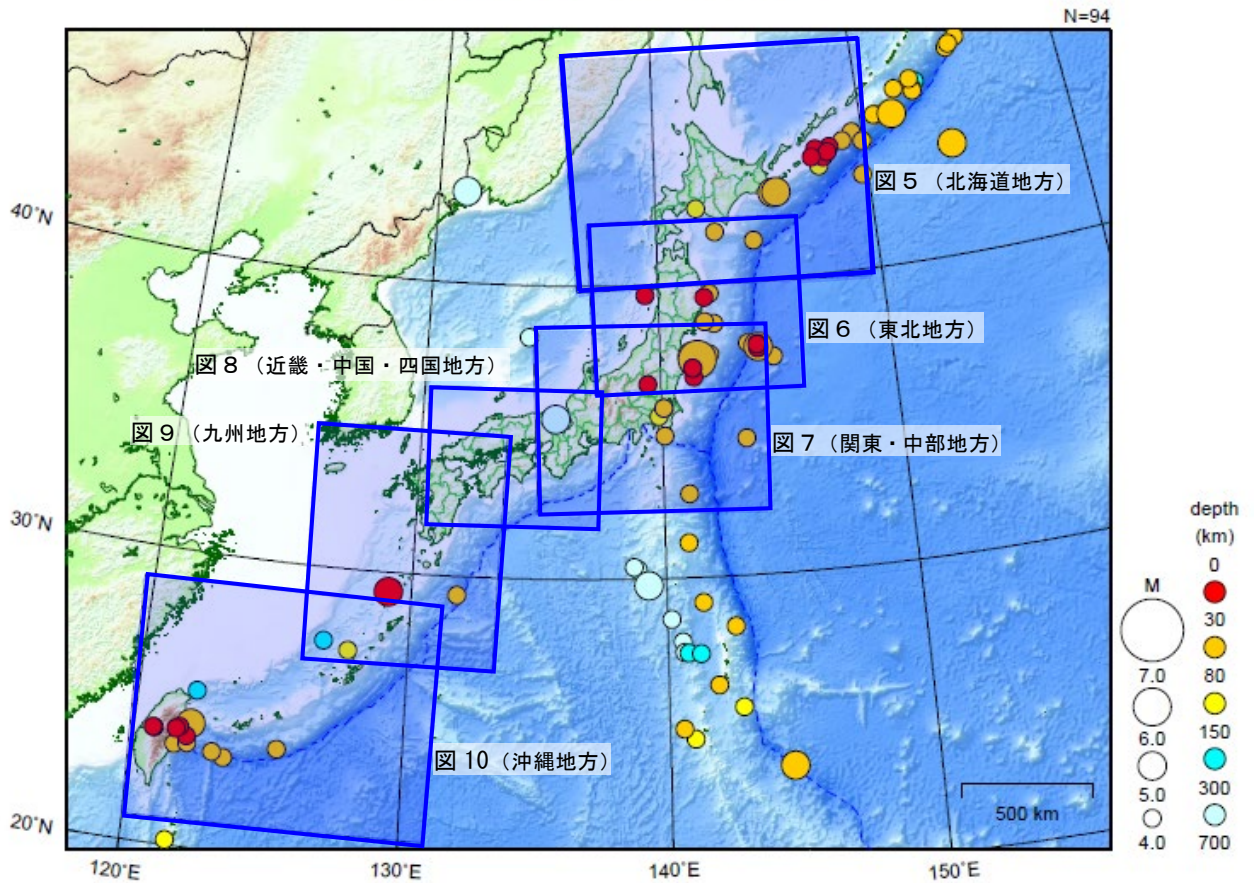 N=94
40˚N
30˚N
20˚N
120˚E
130˚E
140˚E
150˚E
図5（北海道地方）
図6（東北地方）
図8（近畿・中国・四国地方）
図9（九州地方）
図7（関東・中部地方）
図10（沖縄地方）
500 km
M
7.0
6.0
5.0
4.0
depth
(km)
0
30
80
150
300
700